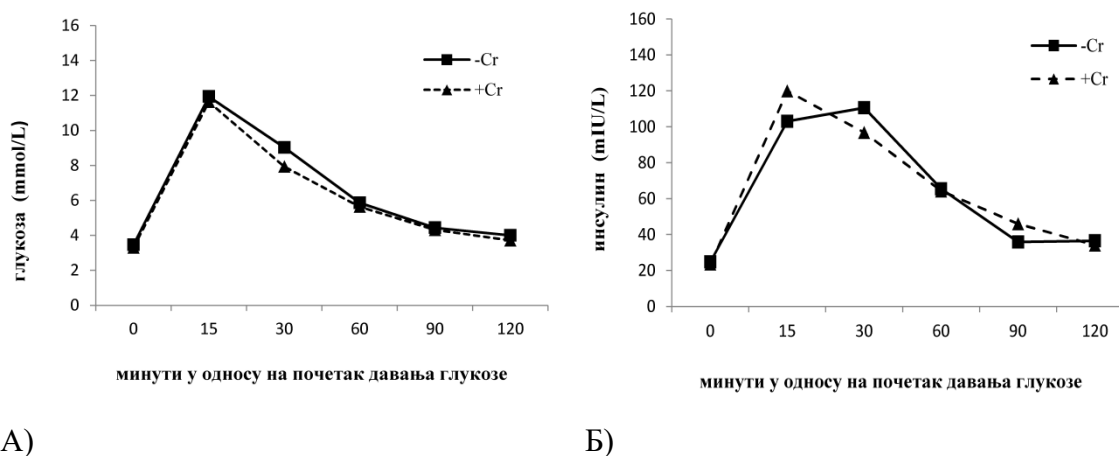 16
14
12
10
8
6
4
2
0
глукоза (mmol/L)
-Cr
+Cr
0 15 30 60 90 120
минути у односу на почетак давања глукозе
А)
160
140
120
100
80
60
40
20
0
инсулин (mIU/L)
-Cr
+Cr
0 15 30 60 90 120
минути у односу на почетак давања глукозе
Б)